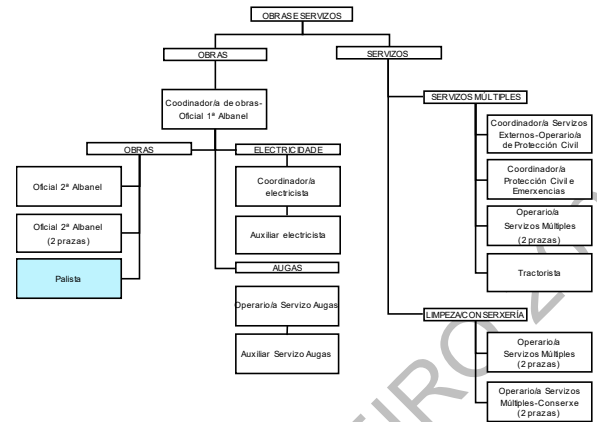 OBRAS E SERVIZOS
OBRAS
Coodinador/a de obras-
Oficial 1ª Albanel
OBRAS
Oficial 2ª Albanel
Oficial 2ª Albanel
(2 prazas)
Palista
ELECTRICIDADE
Coordinador/a
electricista
Auxiliar electricista
AUGAS
Operario/a Servizo Augas
Auxiliar Servizo Augas
SERVIZOS
SERVIZOS MÚLTIPLES
Coordinador/a Servizos
Externos-Operario/a
de Protección Civil
Coordinador/a
Protección Civil e
Emerxencias
Operario/a
Servizos Múltiples
(2 prazas)
Tractorista
LIMPEZA/CONSERXERÍA
Operario/a
Servizos Múltiples
(2 prazas)
Operario/a Servizos
Múltiples-Conserxe
(2 prazas)